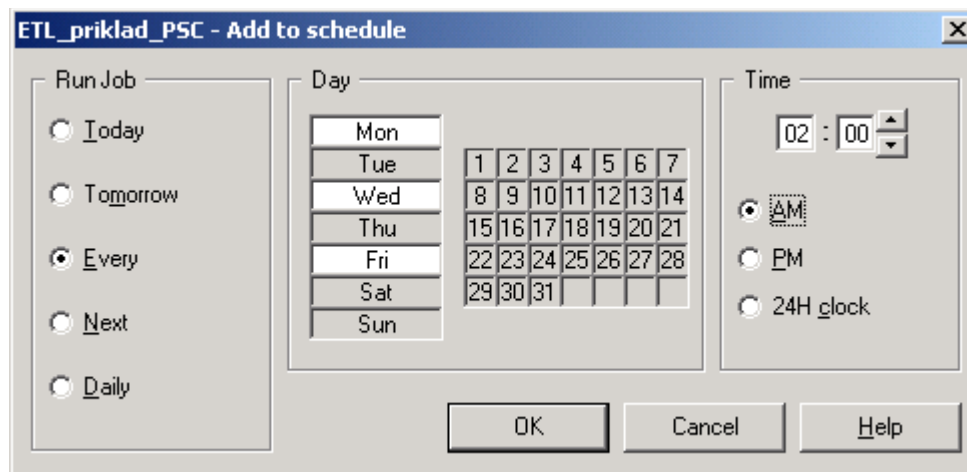 ETL_priklad_PSC - Add to schedule
Run Job
Today
Tomorrow
Every
Next
Daily
Day
Mon
Tue
Wed
Thu
Fri
Sat
Sun
1 2 3 4 5 6 7
8 9 10 11 12 13 14
15 16 17 18 19 20 21
22 23 24 25 26 27 28
29 30 31
Time
02 : 00
AM
PM
24H clock
OK Cancel Help